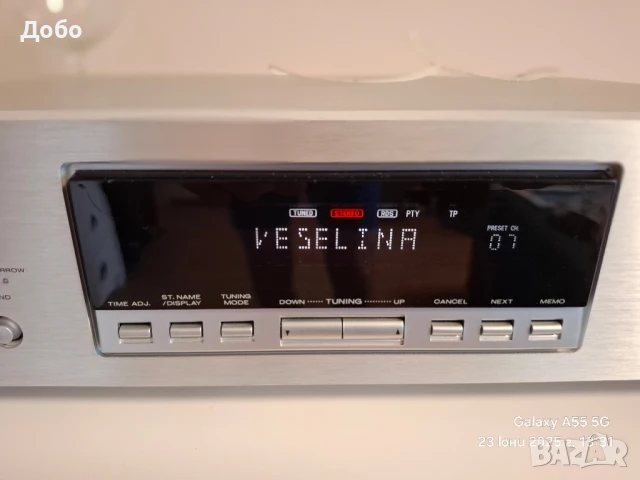 Добо
TUNED STEREO RDS PTY TP
VESELINA
PRESET CH.
07
TIME ADJ.
ST. NAME
/DISPLAY
TUNING
MODE
DOWN TUNING UP
CANCEL NEXT MEMO
Galaxy A55 5G
23 юни 2025 г.
BAZAR